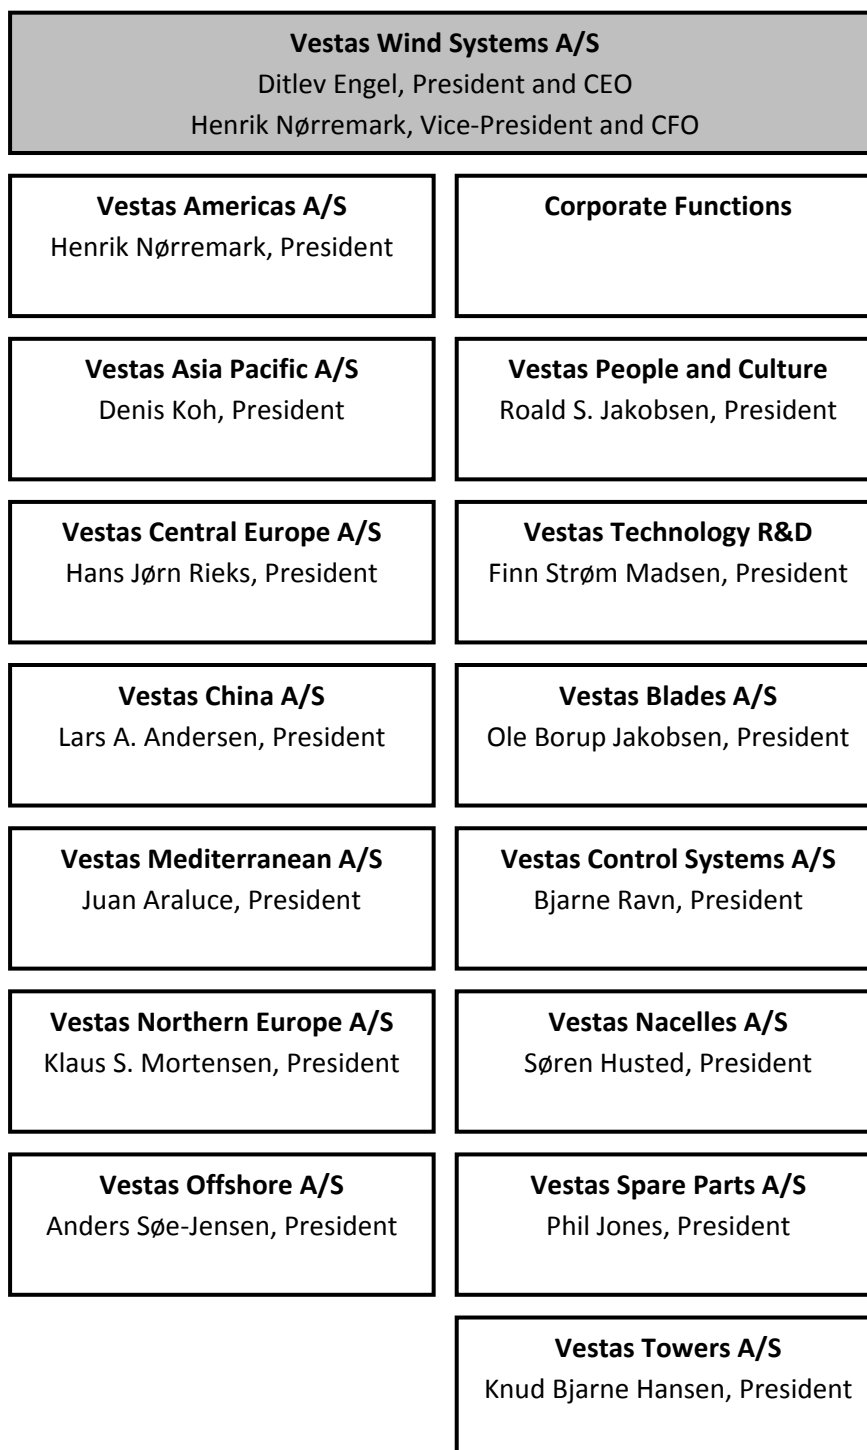 Vestas Wind Systems A/S
Ditlev Engel, President and CEO
Henrik Nørremark, Vice-President and CFO
Vestas Americas A/S
Henrik Nørremark, President
Corporate Functions
Vestas Asia Pacific A/S
Denis Koh, President
Vestas People and Culture
Roald S. Jakobsen, President
Vestas Central Europe A/S
Hans Jørn Rieks, President
Vestas Technology R&D
Finn Strøm Madsen, President
Vestas China A/S
Lars A. Andersen, President
Vestas Blades A/S
Ole Borup Jakobsen, President
Vestas Mediterranean A/S
Juan Araluce, President
Vestas Control Systems A/S
Bjarne Ravn, President
Vestas Northern Europe A/S
Klaus S. Mortensen, President
Vestas Nacelles A/S
Søren Husted, President
Vestas Offshore A/S
Anders Søe-Jensen, President
Vestas Spare Parts A/S
Phil Jones, President
Vestas Towers A/S
Knud Bjarne Hansen, President